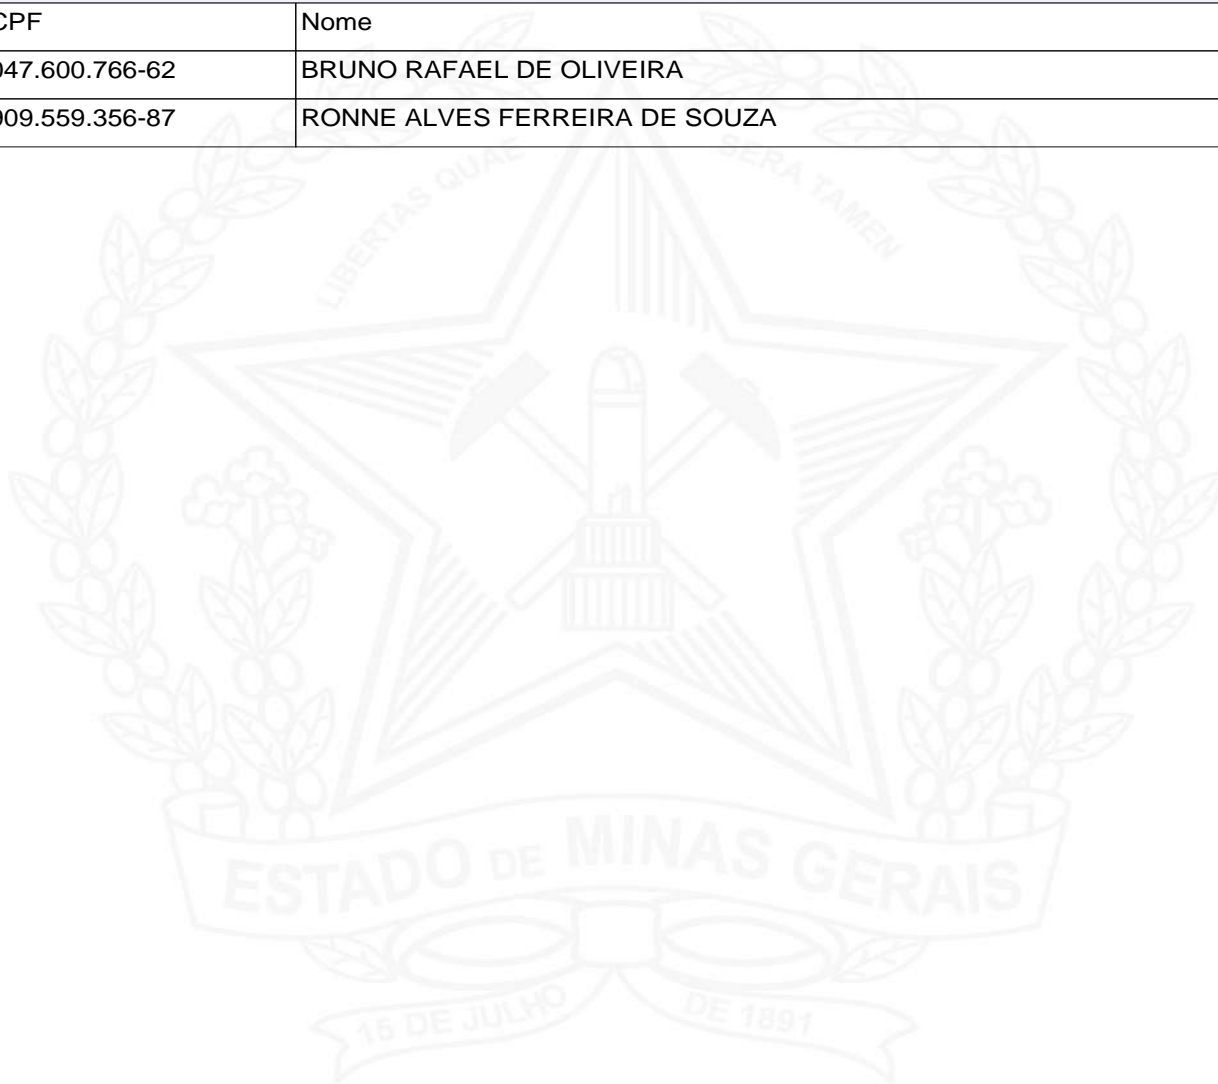 CPF Nome
047.600.766-62 BRUNO RAFAEL DE OLIVEIRA
909.559.356-87 RONNE ALVES FERREIRA DE SOUZA
LIBERTAS QUAE SERA TAMEN
ESTADO DE MINAS GERAIS
15 DE JULHO DE 1891